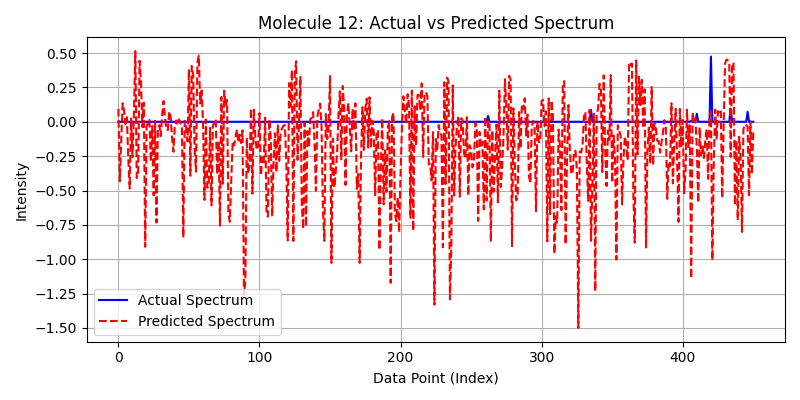 Molecule 12: Actual vs Predicted Spectrum
Intensity
0.50
0.25
0.00
−0.25
−0.50
−0.75
−1.00
−1.25
−1.50
Actual Spectrum
Predicted Spectrum
0
100
200
300
400
Data Point (Index)